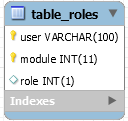 table_roles
user VARCHAR(100)
module INT(11)
role INT(1)
Indexes